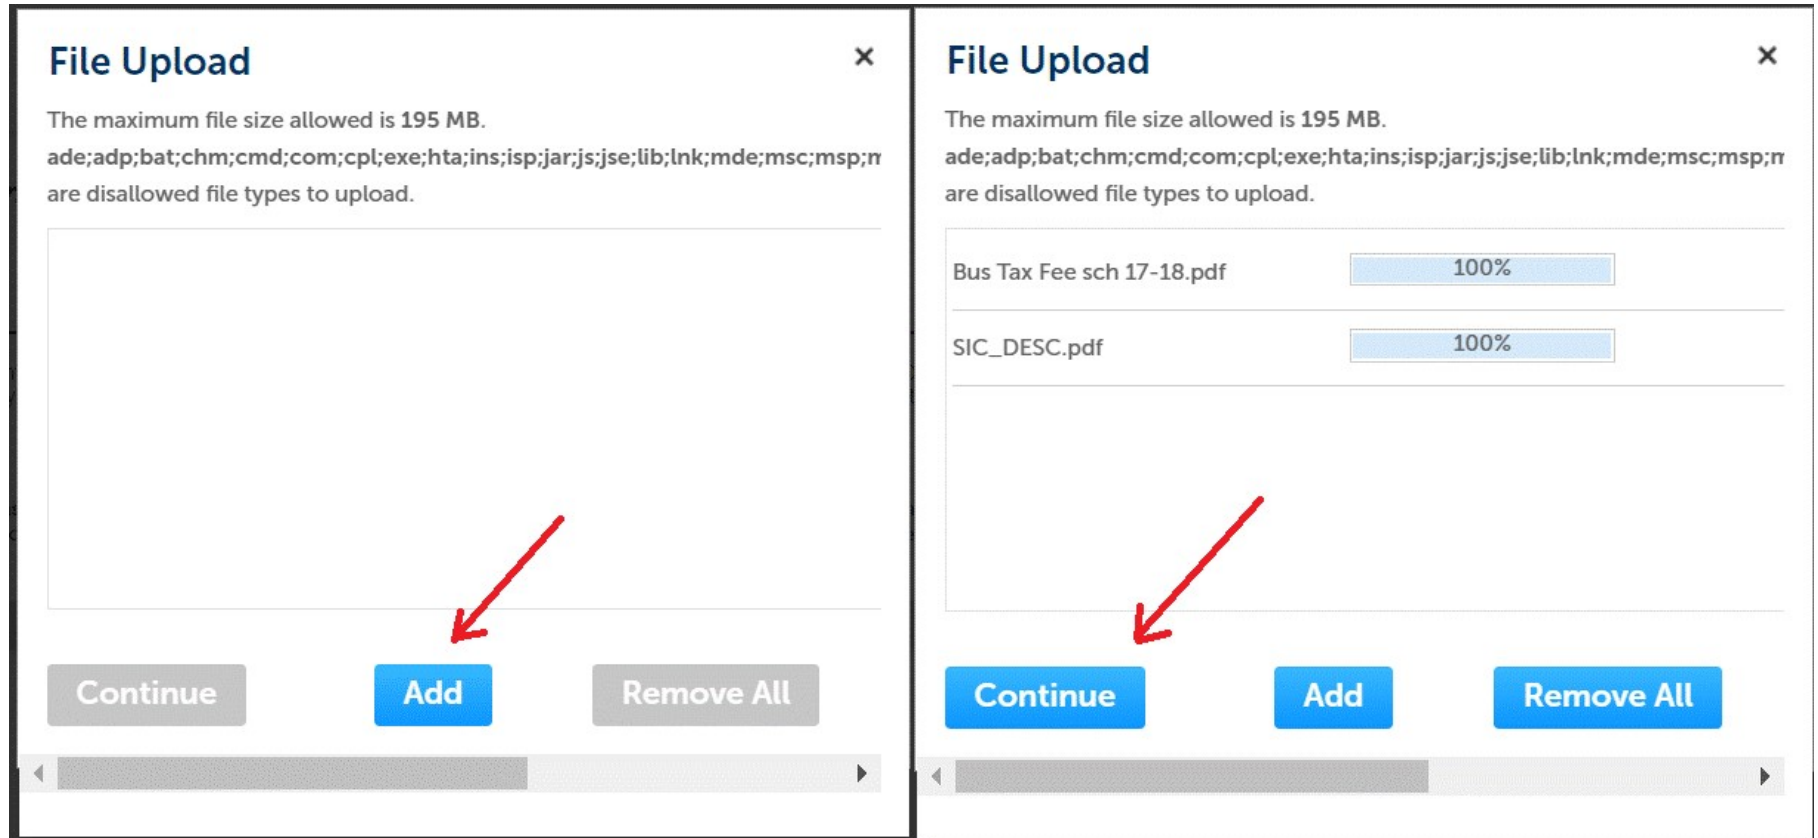 File Upload
×
The maximum file size allowed is 195 MB.
ade;adp;bat;chm;cmd;com;cpl;exe;hta;ins;isp;jar;js;jse;lib;lnk;mde;msc;msp;m
are disallowed file types to upload.
Continue
Add
Remove All
File Upload
×
The maximum file size allowed is 195 MB.
ade;adp;bat;chm;cmd;com;cpl;exe;hta;ins;isp;jar;js;jse;lib;lnk;mde;msc;msp;m
are disallowed file types to upload.
Bus Tax Fee sch 17-18.pdf 100%
SIC_DESC.pdf 100%
Continue
Add
Remove All